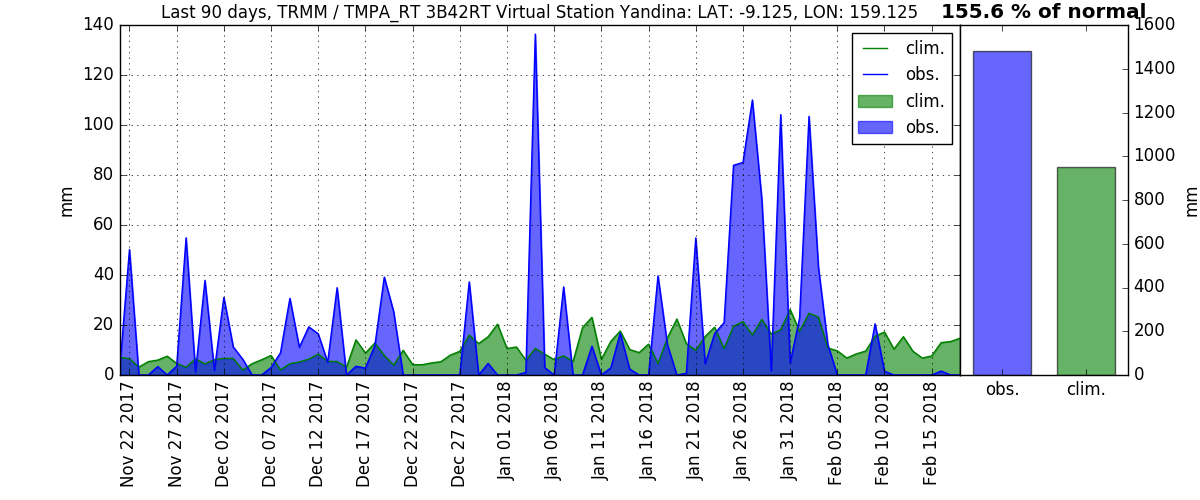 Last 90 days, TRMM / TMPA_RT 3B42RT Virtual Station Yandina: LAT: -9.125, LON: 159.125
155.6 % of normal
mm
140
120
100
80
60
40
20
0
clim.
obs.
clim.
obs.
1600
1400
1200
1000
800
600
400
200
0
mm
obs.
clim.
Nov 22 2017
Nov 27 2017
Dec 02 2017
Dec 07 2017
Dec 12 2017
Dec 17 2017
Dec 22 2017
Dec 27 2017
Jan 01 2018
Jan 06 2018
Jan 11 2018
Jan 16 2018
Jan 21 2018
Jan 26 2018
Jan 31 2018
Feb 05 2018
Feb 10 2018
Feb 15 2018